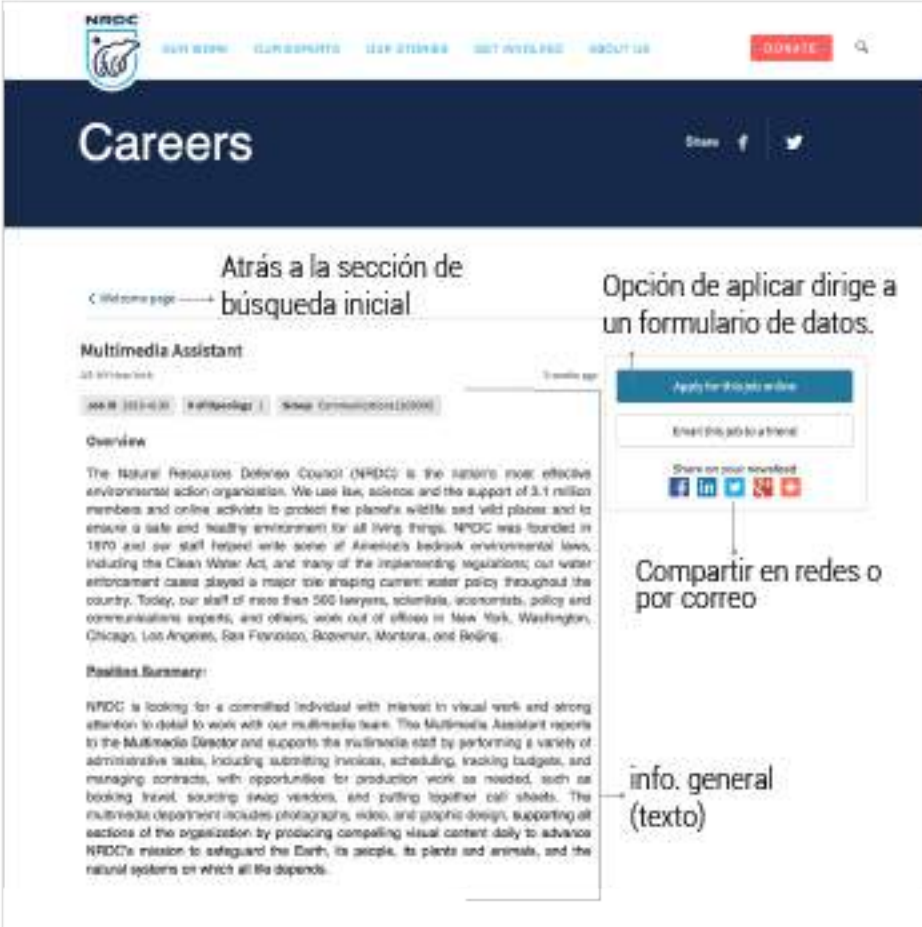 NRDC
OUR WORK OUR EXPERTS OUR STORIES GET INVOLVED ABOUT US DONATE
Careers
Share
Atrás a la sección de
búsqueda inicial
Welcome page
Opción de aplicar dirige a
un formulario de datos.
Multimedia Assistant
Apply for this job online
Job ID # of Openings 1 Group
Email this job to a friend
Overview
Share on your newsfeed
The Natural Resources Defense Council (NRDC) is the nation's most effective
environmental action organization. We use law, science and the support of 3.1 million
members and online activists to protect the planet's wildlife and wild places and to
ensure a safe and healthy environment for all living things. NRDC was founded in
1970 and our staff helped write some of America's bedrock environmental laws,
including the Clean Water Act, and many of the implementing regulations; our water
enforcement cases played a major role shaping current water policy throughout the
country. Today, our staff of more than 500 lawyers, scientists, economists, policy and
communications experts, and others, work out of offices in New York, Washington,
Chicago, Los Angeles, San Francisco, Bozeman, Montana, and Beijing.
Compartir en redes o
por correo
Position Summary:
NRDC is looking for a committed individual with interest in visual work and strong
attention to detail to work with our multimedia team. The Multimedia Assistant reports
to the Multimedia Director and supports the multimedia staff by performing a variety of
administrative tasks, including submitting invoices, scheduling, tracking budgets, and
managing contracts, with opportunities for production work as needed, such as
booking travel, sourcing swag vendors, and putting together call sheets. The
multimedia department includes photography, video, and graphic design, supporting all
sections of the organization by producing compelling visual content daily to advance
NRDC's mission to safeguard the Earth, its people, its plants and animals, and the
natural systems on which all life depends.
info. general
(texto)